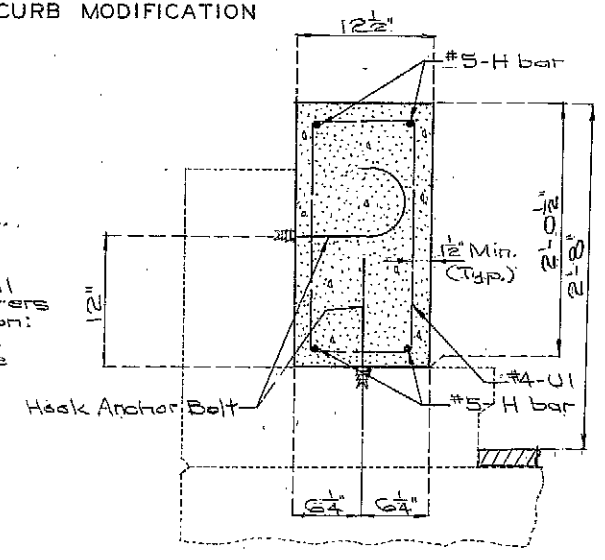 CURB MODIFICATION
12½"
#5-H bar
1½" Min.
(Typ.)
2'-0½"
2'-8"
12"
#4-U1
#5-H bar
Hook Anchor Bolt
6¼" 6¼"